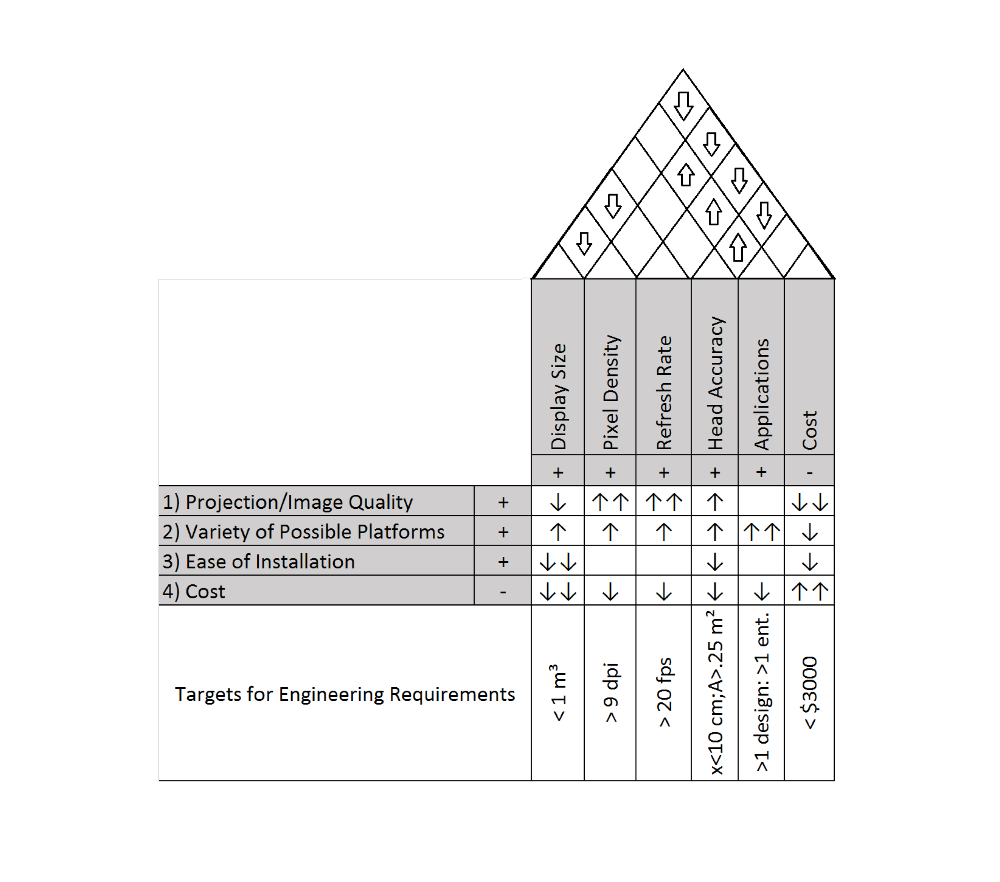 Display Size
Pixel Density
Refresh Rate
Head Accuracy
Applications
Cost
+ + + + + -
1) Projection/Image Quality + ↓ ↑↑ ↑↑ ↑ ↓↓
2) Variety of Possible Platforms + ↑ ↑ ↑ ↑ ↑↑ ↓
3) Ease of Installation + ↓↓ ↓ ↓
4) Cost - ↓↓ ↓ ↓ ↓ ↓ ↑↑
Targets for Engineering Requirements
< 1 m³
> 9 dpi
> 20 fps
x<10 cm;A>.25 m²
>1 design: >1 ent.
< $3000